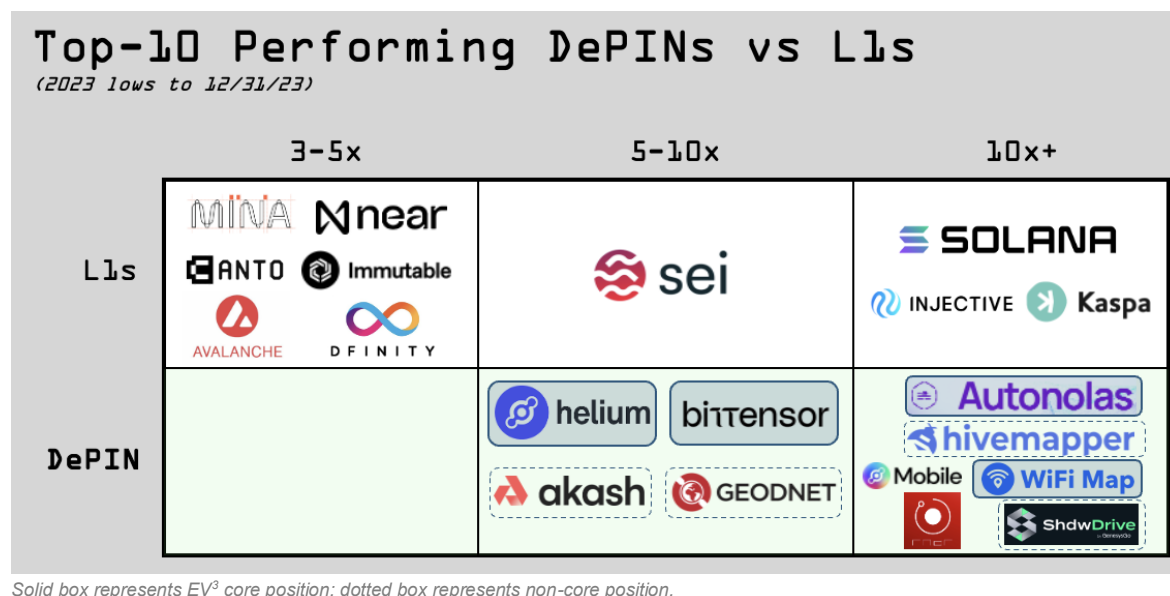 Top-10 Performing DePINs vs L1s
(2023 lows to 12/31/23)
3-5x 5-10x 10x+
L1s
MINA near
CANTO Immutable
AVALANCHE DFINITY
sei
SOLANA
INJECTIVE Kaspa
DePIN
helium bittensor
akash GEODNET
Autonolas
hivemapper
Mobile WiFi Map
ShdwDrive
by GenesysGo
Solid box represents EV³ core position; dotted box represents non-core position.